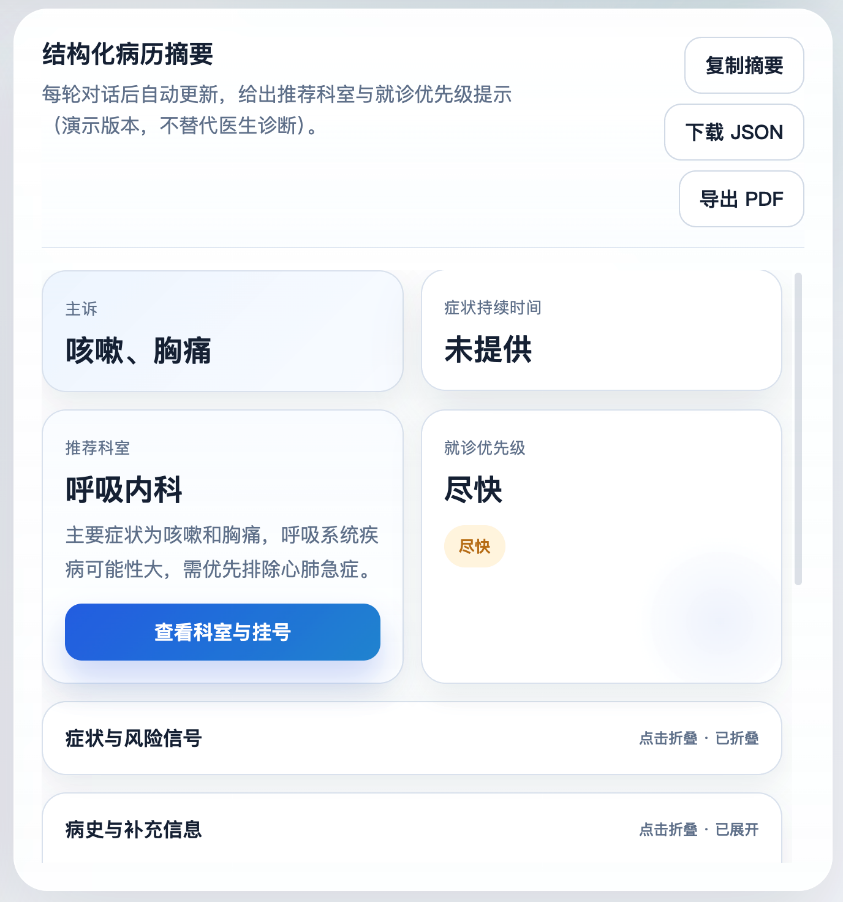 结构化病历摘要
每轮对话后自动更新，给出推荐科室与就诊优先级提示
（演示版本，不替代医生诊断）。
复制摘要
下载 JSON
导出 PDF
主诉
咳嗽、胸痛
症状持续时间
未提供
推荐科室
呼吸内科
主要症状为咳嗽和胸痛，呼吸系统疾
病可能性大，需优先排除心肺急症。
查看科室与挂号
就诊优先级
尽快
尽快
症状与风险信号
点击折叠 · 已折叠
病史与补充信息
点击折叠 · 已展开